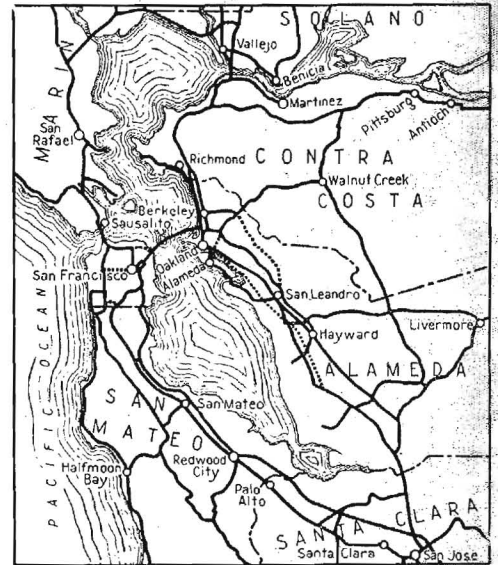 SOLANO
Vallejo
Benicia
Martinez
Pittsburg
Antioch
MARIN
San
Rafael
Richmond
CONTRA
COSTA
Walnut Creek
Berkeley
Sausalito
Oakland
San Francisco
Alameda
San Leandro
Livermore
Hayward
ALAMEDA
PACIFIC OCEAN
SAN
MATEO
San Mateo
Halfmoon
Bay
Redwood
City
Palo
Alto
SANTA CLARA
Santa Clara
San Jose